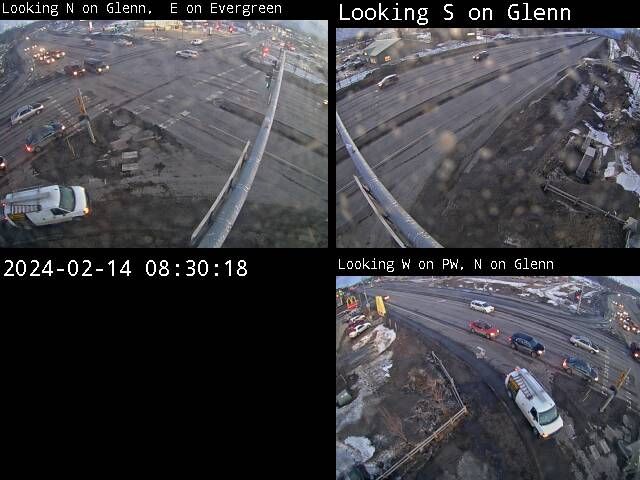 Looking N on Glenn,  E on Evergreen
Looking S on Glenn
2024-02-14 08:30:18
Looking W on PW, N on Glenn